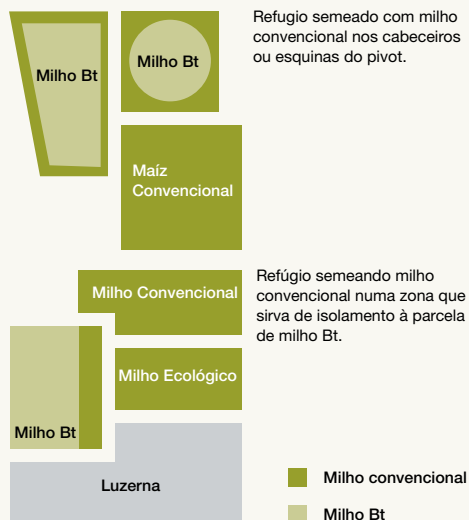 Refugio semeado com milho
convencional nos cabeceiros
ou esquinas do pivot.
Milho Bt
Milho Bt
Maíz
Convencional
Refúgio semeando milho
convencional numa zona que
sirva de isolamento à parcela
de milho Bt.
Milho Convencional
Milho Ecológico
Milho Bt
Luzerna
Milho convencional
Milho Bt